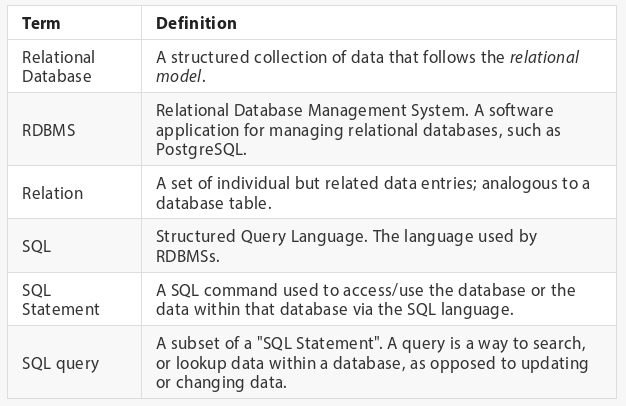 Term
Definition
Relational
Database
A structured collection of data that follows the relational
model.
RDBMS
Relational Database Management System. A software
application for managing relational databases, such as
PostgreSQL.
Relation
A set of individual but related data entries; analogous to a
database table.
SQL
Structured Query Language. The language used by
RDBMSs.
SQL
Statement
A SQL command used to access/use the database or the
data within that database via the SQL language.
SQL query
A subset of a "SQL Statement". A query is a way to search,
or lookup data within a database, as opposed to updating
or changing data.